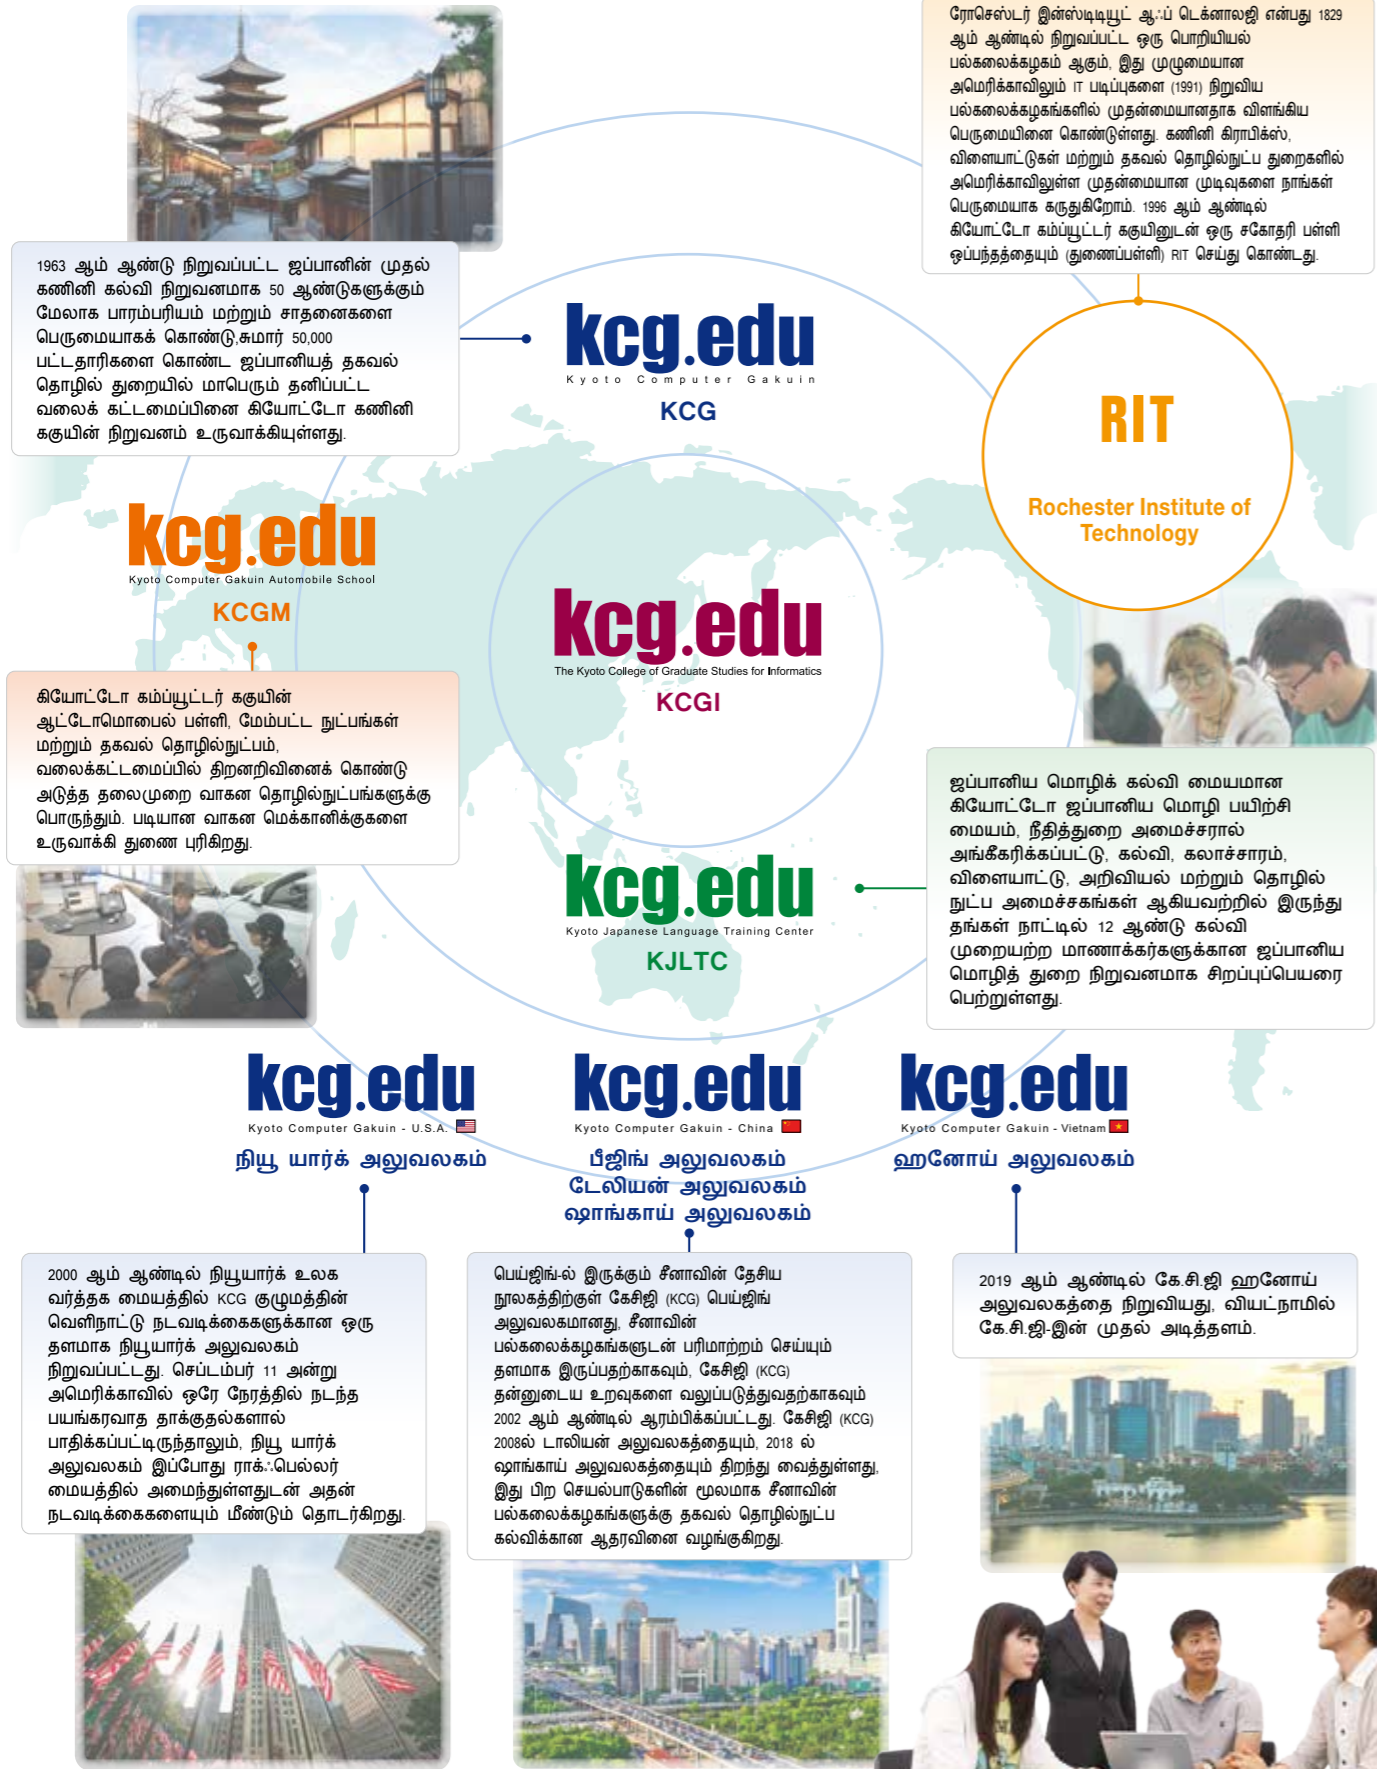 ரோசெஸ்டர் இன்ஸ்டிடியூட் ஆஃப் டெக்னாலஜி என்பது 1829
ஆம் ஆண்டில் நிறுவப்பட்ட ஒரு பொறியியல்
பல்கலைக்கழகம் ஆகும், இது முழுமையான
அமெரிக்காவிலும் IT படிப்புகளை (1991) நிறுவிய
பல்கலைக்கழகங்களில் முதன்மையானதாக விளங்கிய
பெருமையினை கொண்டுள்ளது. கணினி கிராபிக்ஸ்,
விளையாட்டுகள் மற்றும் தகவல் தொழில்நுட்ப துறைகளில்
அமெரிக்காவிலுள்ள முதன்மையான முடிவுகளை நாங்கள்
பெருமையாக கருதுகிறோம். 1996 ஆம் ஆண்டில்
கியோட்டோ கம்ப்யூட்டர் ககுயினுடன் ஒரு சகோதரி பள்ளி
ஒப்பந்தத்தையும் (துணைப்பள்ளி) RIT செய்து கொண்டது.
1963 ஆம் ஆண்டு நிறுவப்பட்ட ஜப்பானின் முதல்
கணினி கல்வி நிறுவனமாக 50 ஆண்டுகளுக்கும்
மேலாக பாரம்பரியம் மற்றும் சாதனைகளை
பெருமையாகக் கொண்டு,சுமார் 50,000
பட்டதாரிகளை கொண்ட ஜப்பானியத் தகவல்
தொழில் துறையில் மாபெரும் தனிப்பட்ட
வலைக் கட்டமைப்பினை கியோட்டோ கணினி
ககுயின் நிறுவனம் உருவாக்கியுள்ளது.
kcg.edu
Kyoto Computer Gakuin
KCG
RIT
Rochester Institute of
Technology
kcg.edu
Kyoto Computer Gakuin Automobile School
KCGM
kcg.edu
The Kyoto College of Graduate Studies for Informatics
KCGI
கியோட்டோ கம்ப்யூட்டர் ககுயின்
ஆட்டோமொபைல் பள்ளி, மேம்பட்ட நுட்பங்கள்
மற்றும் தகவல் தொழில்நுட்பம்,
வலைக்கட்டமைப்பில் திறனறிவினைக் கொண்டு
அடுத்த தலைமுறை வாகன தொழில்நுட்பங்களுக்கு
பொருந்தும். படியான வாகன மெக்கானிக்குகளை
உருவாக்கி துணை புரிகிறது.
kcg.edu
Kyoto Japanese Language Training Center
KJLTC
ஜப்பானிய மொழிக் கல்வி மையமான
கியோட்டோ ஜப்பானிய மொழி பயிற்சி
மையம், நீதித்துறை அமைச்சரால்
அங்கீகரிக்கப்பட்டு, கல்வி, கலாச்சாரம்,
விளையாட்டு, அறிவியல் மற்றும் தொழில்
நுட்ப அமைச்சகங்கள் ஆகியவற்றில் இருந்து
தங்கள் நாட்டில் 12 ஆண்டு கல்வி
முறையற்ற மாணாக்கர்களுக்கான ஜப்பானிய
மொழித் துறை நிறுவனமாக சிறப்புப்பெயரை
பெற்றுள்ளது.
kcg.edu
Kyoto Computer Gakuin - U.S.A.
நியூ யார்க் அலுவலகம்
kcg.edu
Kyoto Computer Gakuin - China
பீஜிங் அலுவலகம்
டேலியன் அலுவலகம்
ஷாங்காய் அலுவலகம்
kcg.edu
Kyoto Computer Gakuin - Vietnam
ஹனோய் அலுவலகம்
2000 ஆம் ஆண்டில் நியூயார்க் உலக
வர்த்தக மையத்தில் KCG குழுமத்தின்
வெளிநாட்டு நடவடிக்கைகளுக்கான ஒரு
தளமாக நியூயார்க் அலுவலகம்
நிறுவப்பட்டது. செப்டம்பர் 11 அன்று
அமெரிக்காவில் ஒரே நேரத்தில் நடந்த
பயங்கரவாத தாக்குதல்களால்
பாதிக்கப்பட்டிருந்தாலும், நியூ யார்க்
அலுவலகம் இப்போது ராக்ஃபெல்லர்
மையத்தில் அமைந்துள்ளதுடன் அதன்
நடவடிக்கைகளையும் மீண்டும் தொடர்கிறது.
பெய்ஜிங்-ல் இருக்கும் சீனாவின் தேசிய
நூலகத்திற்குள் கேசிஜி (KCG) பெய்ஜிங்
அலுவலகமானது, சீனாவின்
பல்கலைக்கழகங்களுடன் பரிமாற்றம் செய்யும்
தளமாக இருப்பதற்காகவும், கேசிஜி (KCG)
தன்னுடைய உறவுகளை வலுப்படுத்துவதற்காகவும்
2002 ஆம் ஆண்டில் ஆரம்பிக்கப்பட்டது. கேசிஜி (KCG)
2008ல் டாலியன் அலுவலகத்தையும், 2018 ல்
ஷாங்காய் அலுவலகத்தையும் திறந்து வைத்துள்ளது,
இது பிற செயல்பாடுகளின் மூலமாக சீனாவின்
பல்கலைக்கழகங்களுக்கு தகவல் தொழில்நுட்ப
கல்விக்கான ஆதரவினை வழங்குகிறது.
2019 ஆம் ஆண்டில் கே.சி.ஜி ஹனோய்
அலுவலகத்தை நிறுவியது, வியட்நாமில்
கே.சி.ஜி-இன் முதல் அடித்தளம்.